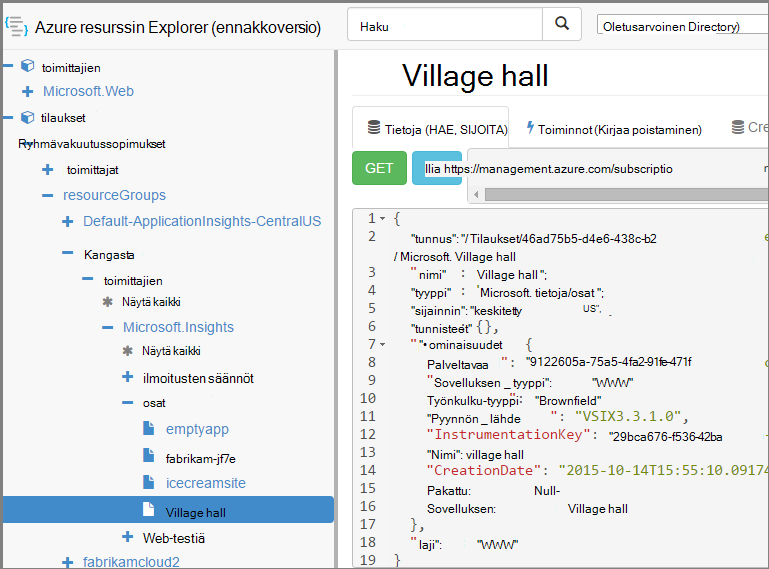 Azure resurssin Explorer (ennakkoversio)
Haku
Oletusarvoinen Directory)
toimittajien
Microsoft.Web
tilaukset
Ryhmävakuutussopimukset
toimittajat
resourceGroups
Default-ApplicationInsights-CentralUS
Kangasta
toimittajien
Näytä kaikki
Microsoft.Insights
Näytä kaikki
ilmoitusten säännöt
osat
emptyapp
fabrikam-jf7e
icecreamsite
Village hall
Web-testiä
fabrikamcloud2
Village hall
Tietoja (HAE, SIJOITA)
Toiminnot (Kirjaa poistaminen)
Cre
GET
llia https://management.azure.com/subscriptio
1 {
2 "tunnus": "/ Tilaukset/46ad75b5-d4e6-438c-b2
/ Microsoft. Village hall
3 "nimi" : Village hall ";
4 "tyyppi" : 'Microsoft. tietoja/osat ";
5 "sijainnin": "keskitetty US",
6 "tunnisteet" {},
7 ""• ominaisuudet {
8 Palveltavaa ": "9122605a-75a5-4fa2-91fe-471f
9 "Sovelluksen _ tyyppi: "WWW"
10 Työnkulku-tyyppi": "Brownfield"
11 "Pyynnön _ lähde ": "VSIX3.3.1.0",
12 "InstrumentationKey": "29bca676-f536-42ba
13 "Nimi": village hall
14 "CreationDate": "2015-10-14T15:55:10.09174
15 Pakattu: Null-
16 Sovelluksen: Village hall
17 },
18 "laji": "WWW"
19 }